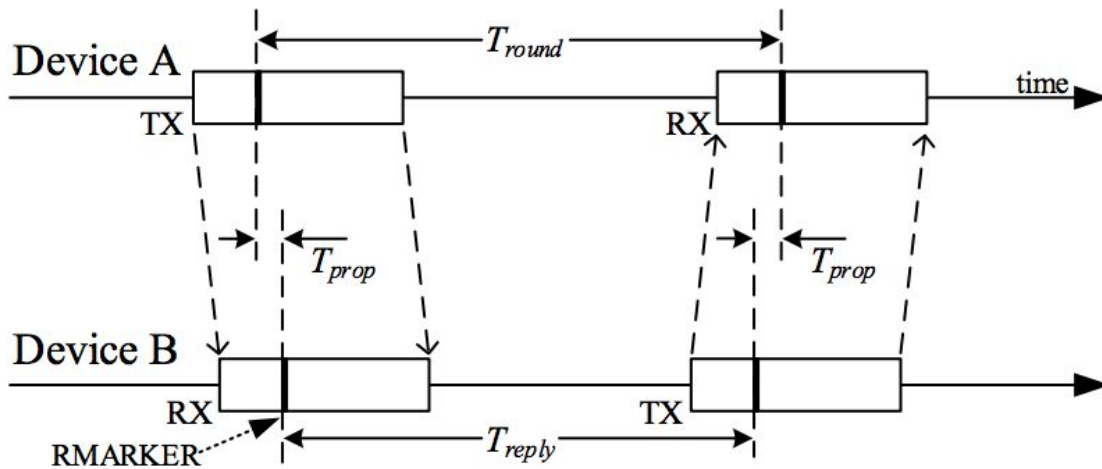 T_round
Device A
time
TX
RX
T_prop
T_prop
Device B
RX
TX
RMARKER
T_reply